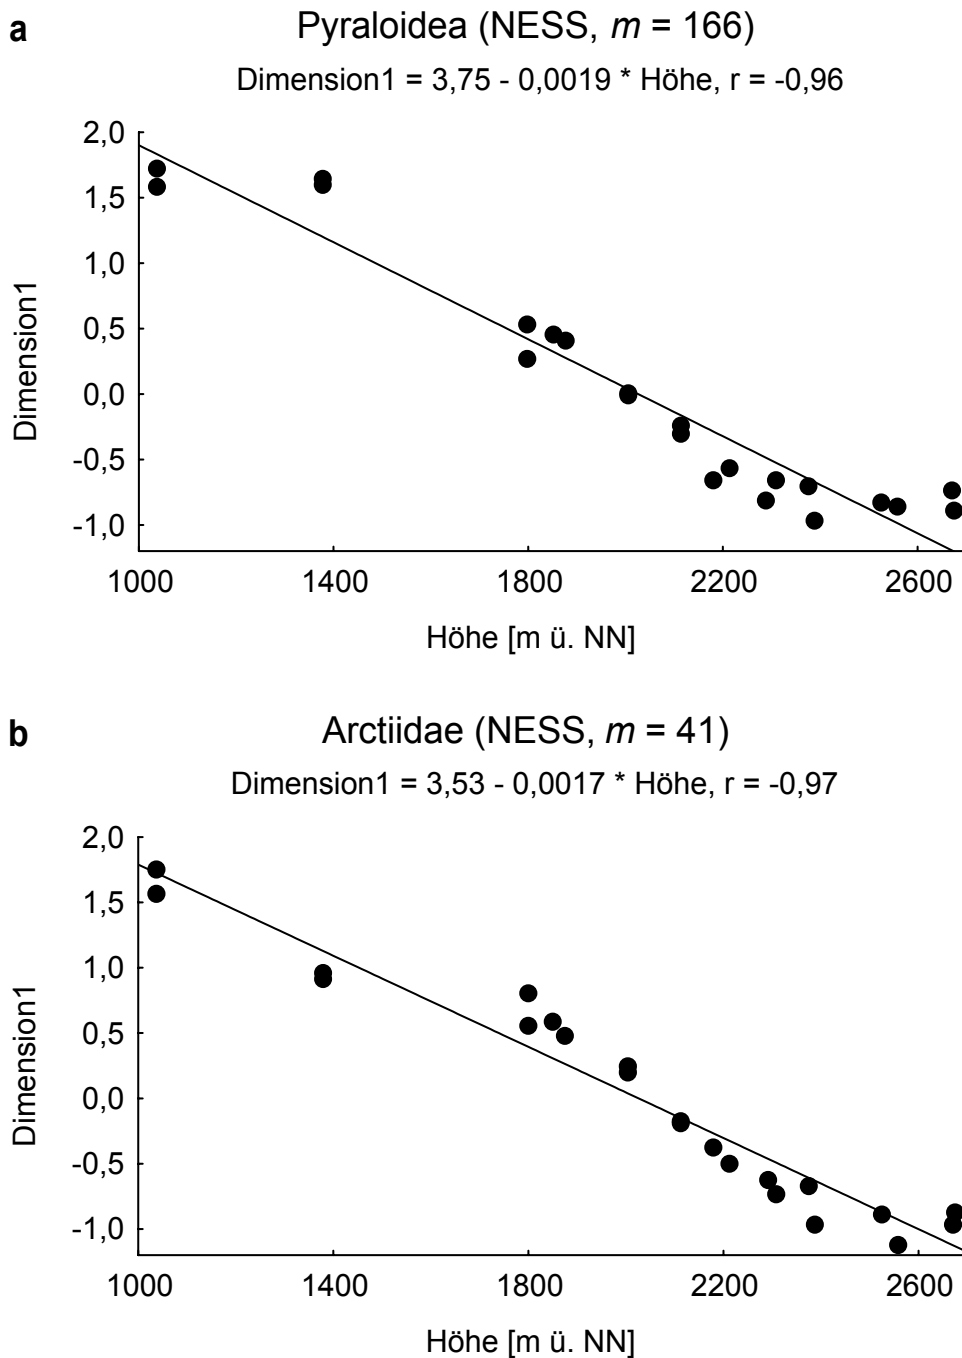 a
Pyraloidea (NESS, m = 166)
Dimension1 = 3,75 - 0,0019 * Höhe, r = -0,96
2,0
1,5
1,0
0,5
0,0
-0,5
-1,0
Dimension1
1000 1400 1800 2200 2600
Höhe [m ü. NN]
b
Arctiidae (NESS, m = 41)
Dimension1 = 3,53 - 0,0017 * Höhe, r = -0,97
2,0
1,5
1,0
0,5
0,0
-0,5
-1,0
Dimension1
1000 1400 1800 2200 2600
Höhe [m ü. NN]